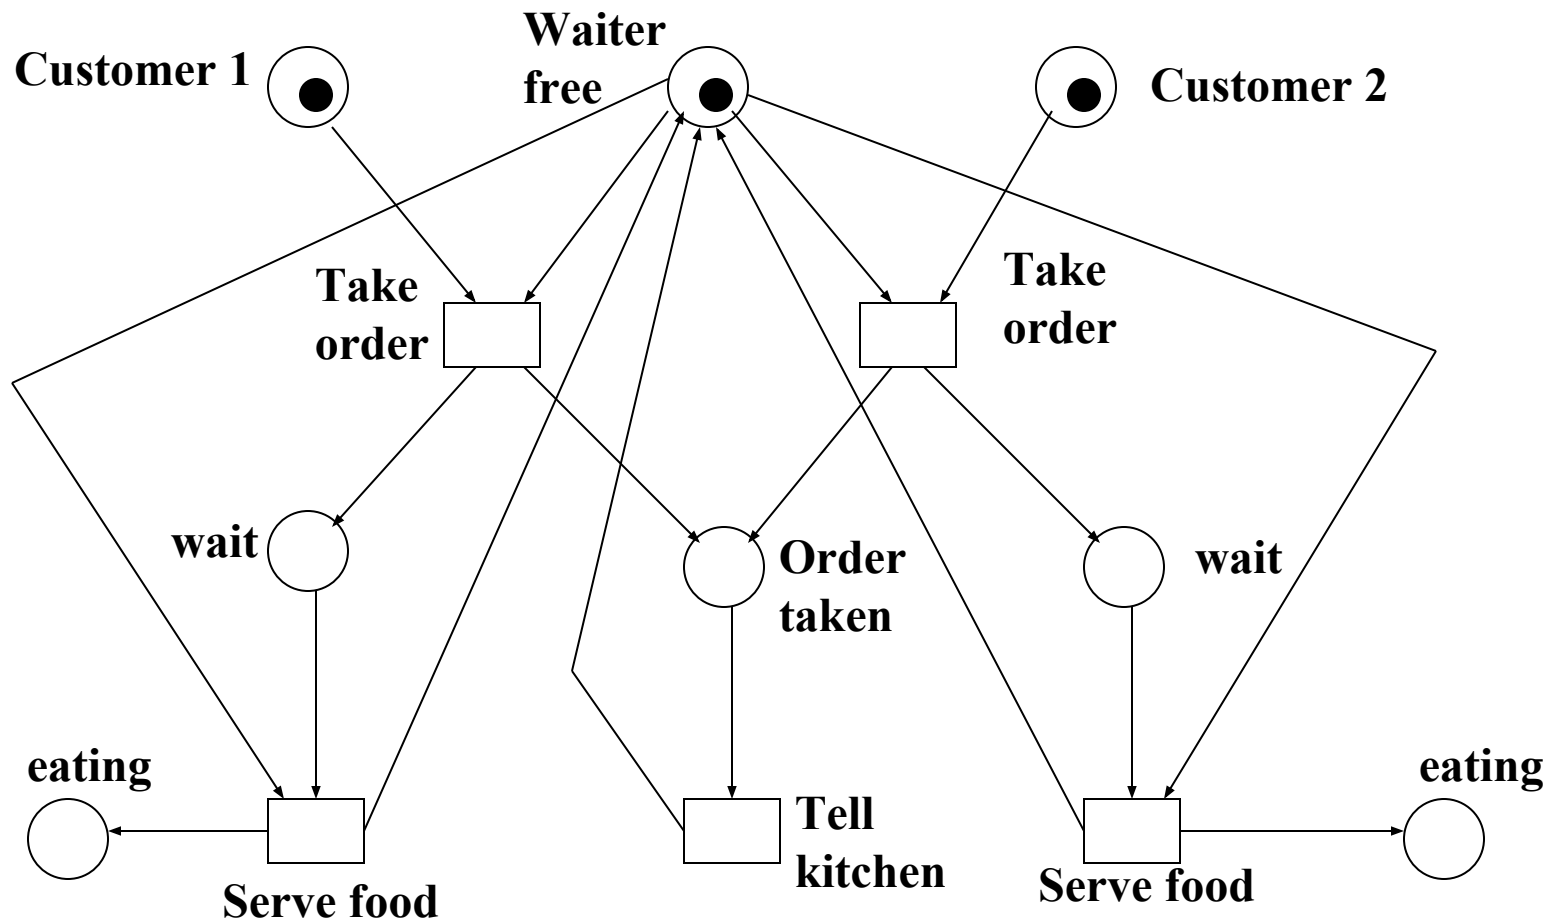 Customer 1
Waiter
free
Customer 2
Take
order
Take
order
wait
Order
taken
wait
eating
eating
Tell
kitchen
Serve food
Serve food